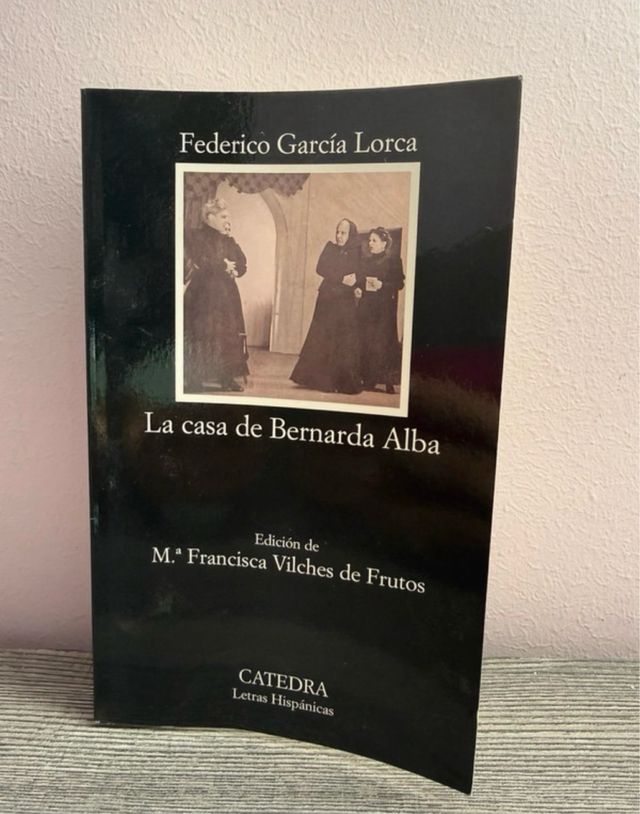 Federico García Lorca
La casa de Bernarda Alba
Edición de
M.ª Francisca Vilches de Frutos
CATEDRA
Letras Hispánicas